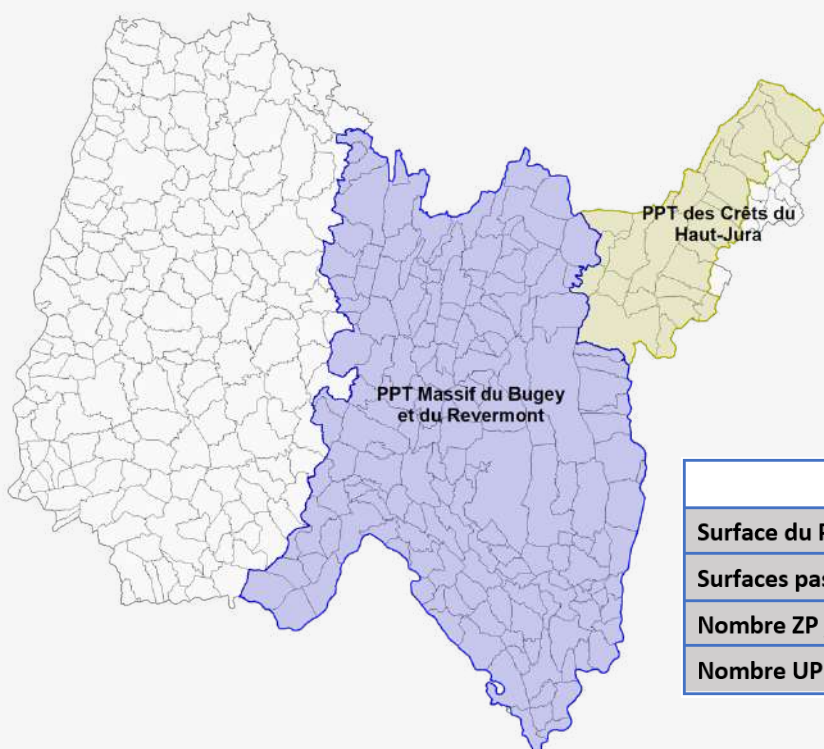 PPT des Crêts du
Haut-Jura
PPT Massif du Bugey
et du Revermont
Surface du
Surfaces
Nombre ZP
Nombre UP